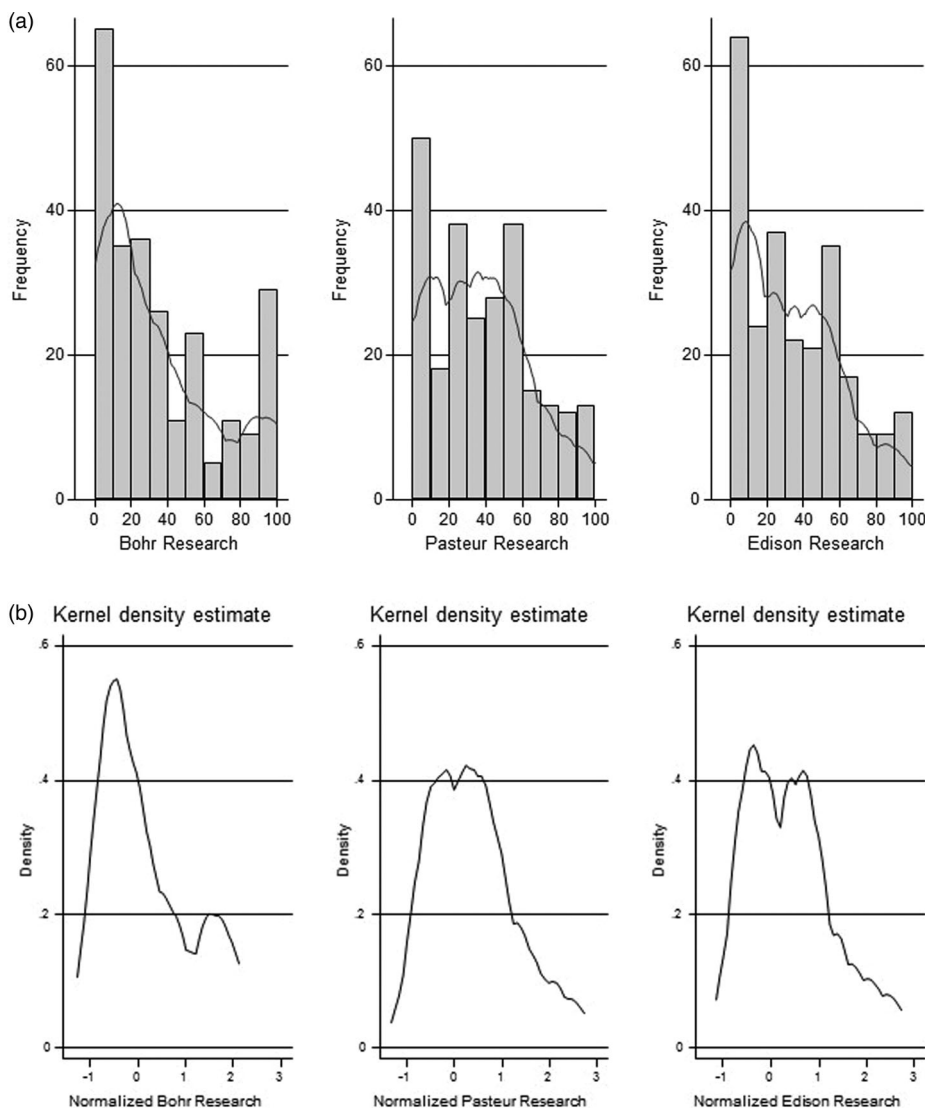 (a)
60
40
20
0
Frequency
0 20 40 60 80 100
Bohr Research
60
40
20
0
Frequency
0 20 40 60 80 100
Pasteur Research
60
40
20
0
Frequency
0 20 40 60 80 100
Edison Research
(b)
Kernel density estimate
.6
.4
.2
0
Density
-1 0 1 2 3
Normalized Bohr Research
Kernel density estimate
.6
.4
.2
0
Density
-1 0 1 2 3
Normalized Pasteur Research
Kernel density estimate
.6
.4
.2
0
Density
-1 0 1 2 3
Normalized Edison Research